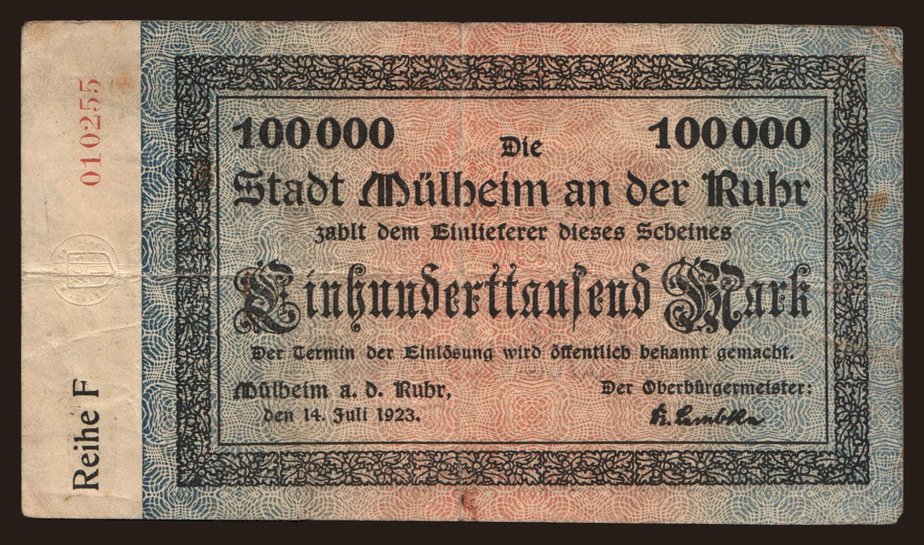 010255
Reihe F
100000 100000
Die
Stadt Mülheim an der Ruhr
zahlt dem Einlieferer dieses Scheines
Einhunderttausend Mark
Der Termin der Einlösung wird öffentlich bekannt gemacht.
Mülheim a. d. Ruhr, Der Oberbürgermeister:
den 14. Juli 1923.